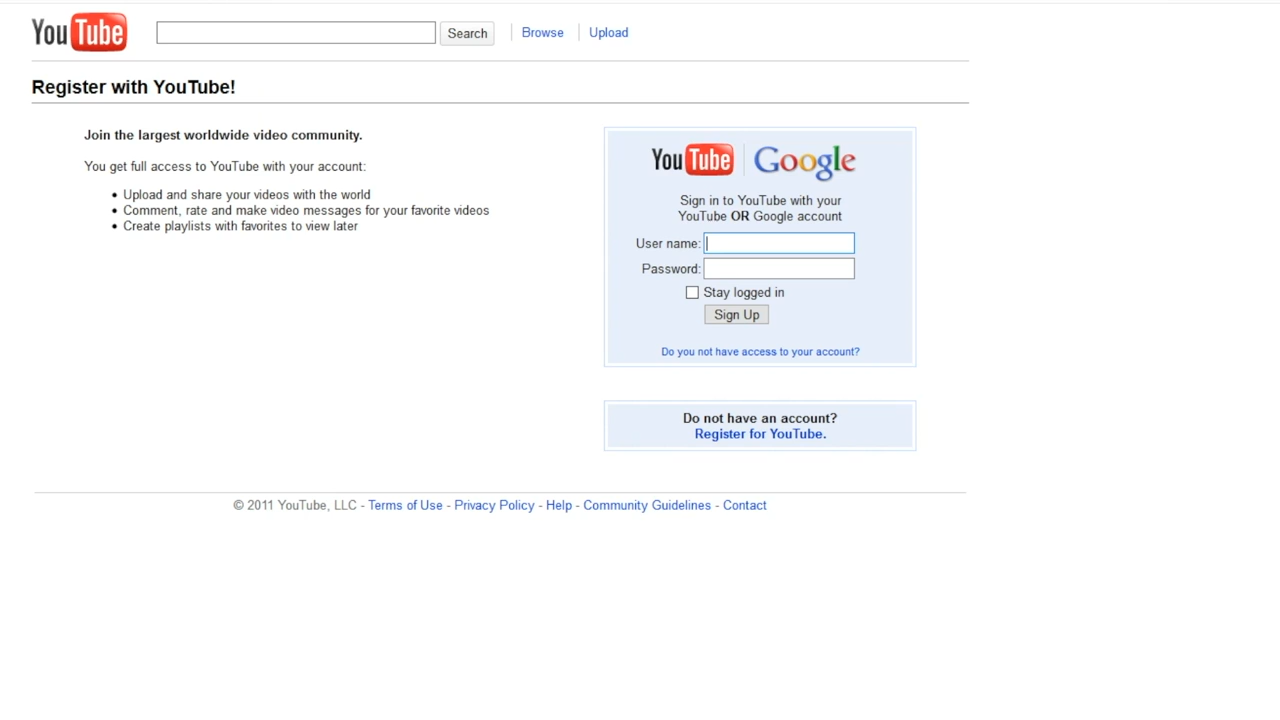 YouTube
Search
Browse
Upload
Register with YouTube!
Join the largest worldwide video community.
You get full access to YouTube with your account:
• Upload and share your videos with the world
• Comment, rate and make video messages for your favorite videos
• Create playlists with favorites to view later
YouTube Google
Sign in to YouTube with your
YouTube OR Google account
User name:
Password:
Stay logged in
Sign Up
Do you not have access to your account?
Do not have an account?
Register for YouTube.
© 2011 YouTube, LLC - Terms of Use - Privacy Policy - Help - Community Guidelines - Contact